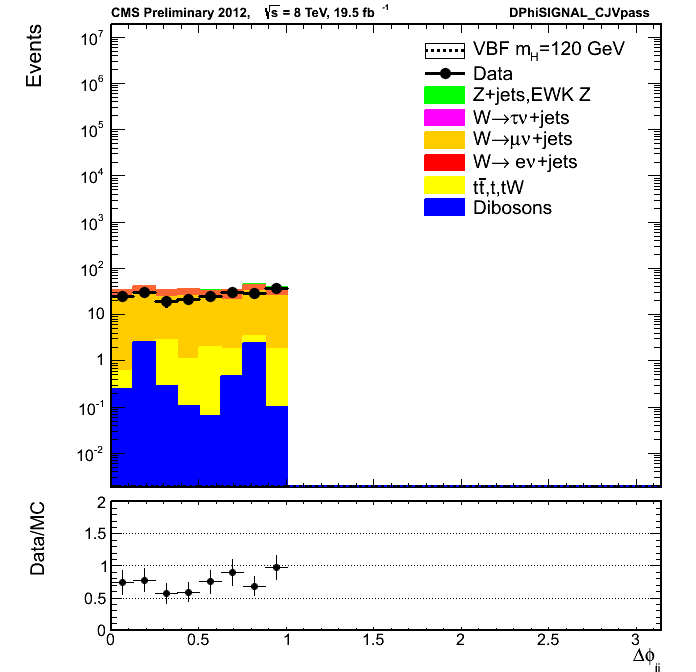 CMS Preliminary 2012, √s = 8 TeV, 19.5 fb⁻¹ DPhiSIGNAL_CJVpass
Events
10⁷
10⁶
10⁵
10⁴
10³
10²
10
1
10⁻¹
10⁻²
VBF m_H=120 GeV
Data
Z+jets,EWK Z
W→τν+jets
W→μν+jets
W→ eν+jets
tt̄,t,tW
Dibosons
Data/MC
2
1.5
1
0.5
0
0 0.5 1 1.5 2 2.5 3
Δϕ_jj